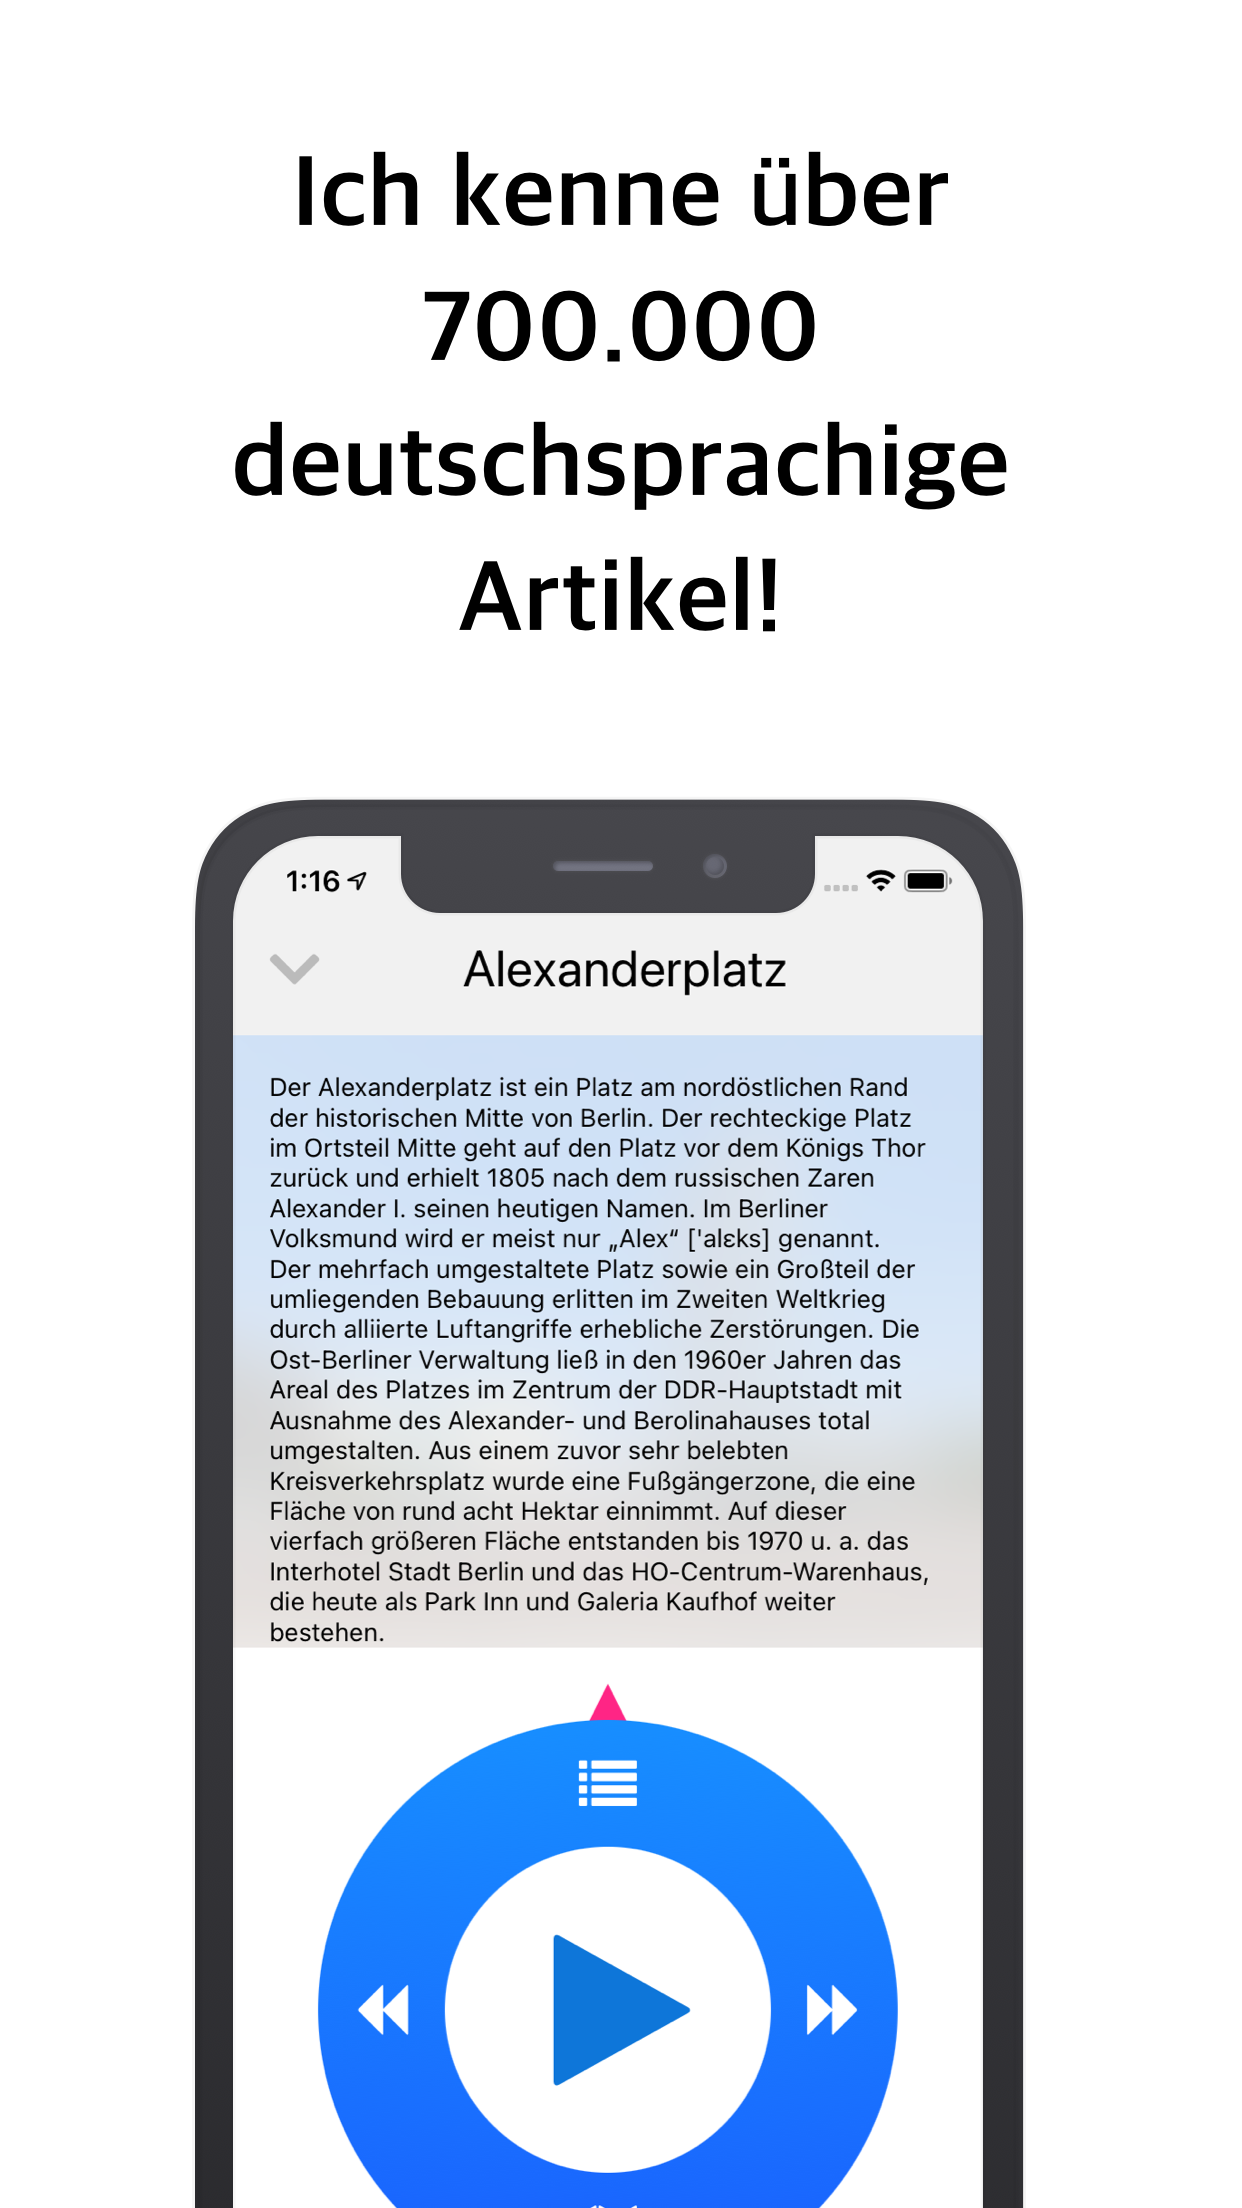 Ich kenne über
700.000
deutschsprachige
Artikel!
1:16
Alexanderplatz
Der Alexanderplatz ist ein Platz am nordöstlichen Rand
der historischen Mitte von Berlin. Der rechteckige Platz
im Ortsteil Mitte geht auf den Platz vor dem Königs Thor
zurück und erhielt 1805 nach dem russischen Zaren
Alexander I. seinen heutigen Namen. Im Berliner
Volksmund wird er meist nur „Alex“ ['alɛks] genannt.
Der mehrfach umgestaltete Platz sowie ein Großteil der
umliegenden Bebauung erlitten im Zweiten Weltkrieg
durch alliierte Luftangriffe erhebliche Zerstörungen. Die
Ost-Berliner Verwaltung ließ in den 1960er Jahren das
Areal des Platzes im Zentrum der DDR-Hauptstadt mit
Ausnahme des Alexander- und Berolinahauses total
umgestalten. Aus einem zuvor sehr belebten
Kreisverkehrsplatz wurde eine Fußgängerzone, die eine
Fläche von rund acht Hektar einnimmt. Auf dieser
vierfach größeren Fläche entstanden bis 1970 u. a. das
Interhotel Stadt Berlin und das HO-Centrum-Warenhaus,
die heute als Park Inn und Galeria Kaufhof weiter
bestehen.